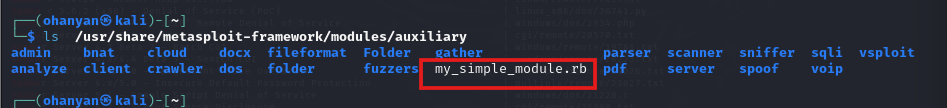 ┌──(ohanyan㉿kali)-[~]
└─$ ls /usr/share/metasploit-framework/modules/auxiliary
admin bnat cloud docx fileformat Folder gather parser scanner sniffer sqli vsploit
analyze client crawler dos folder fuzzers my_simple_module.rb pdf server spoof voip
┌──(ohanyan㉿kali)-[~]